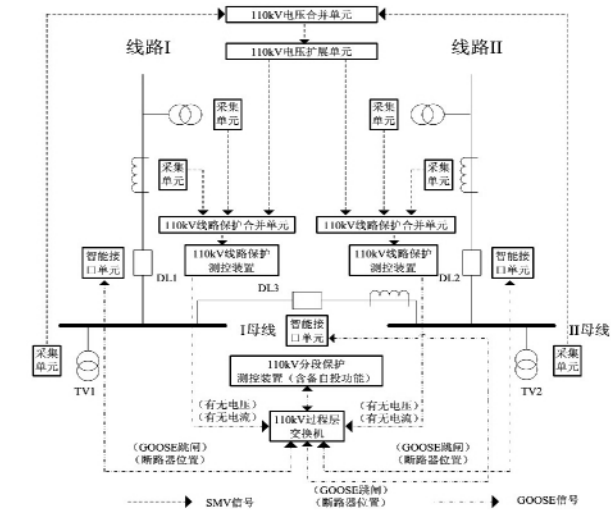 110kV电压合并单元
110kV电压扩展单元
线路I
线路II
采集
单元
采集
单元
采集
单元
采集
单元
110kV线路保护合并单元
110kV线路保护合并单元
智能接
口单元
110kV线路保护
测控装置
110kV线路保护
测控装置
智能接
口单元
DL1
DL2
DL3
I母线
II母线
智能接
口单元
采集
单元
采集
单元
TV1
TV2
110kV分段保护
测控装置（含备自投功能）
（有无电压）
（有无电流）
（有无电压）
（有无电流）
110kV过程层
交换机
（GOOSE跳闸）
（断路器位置）
（GOOSE跳闸）
（断路器位置）
（GOOSE跳闸）
（断路器位置）
SMV信号
GOOSE信号